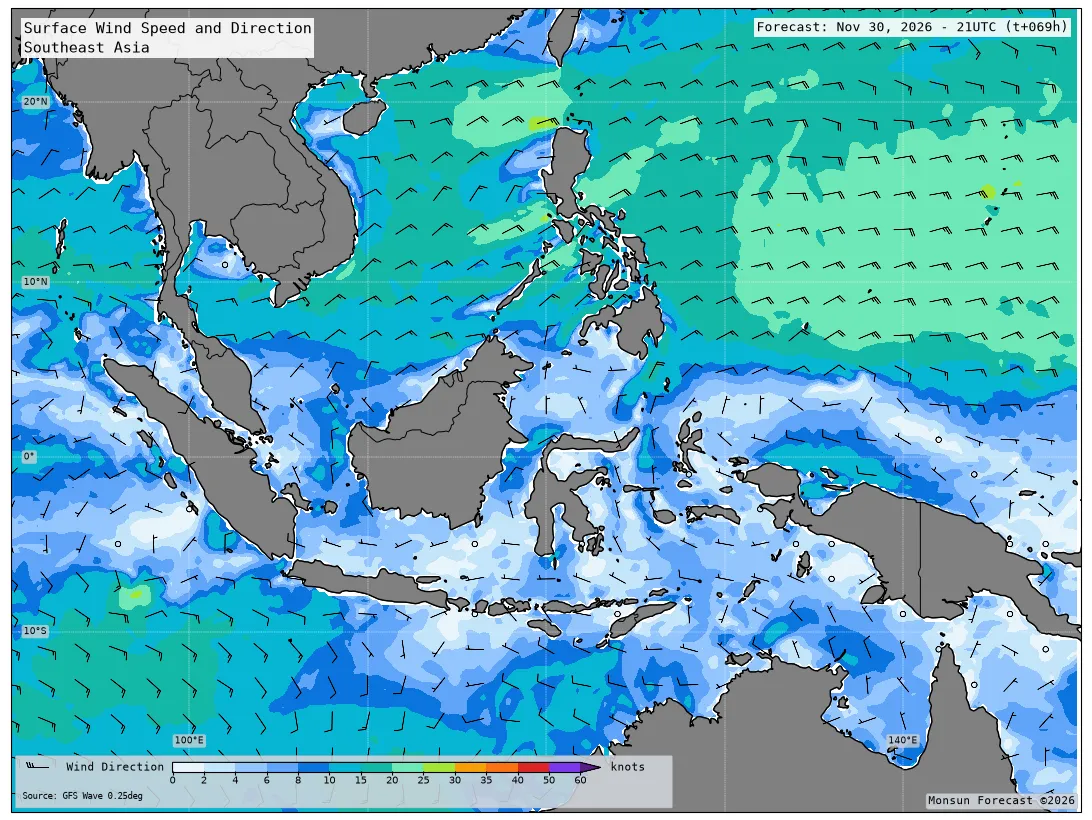 Surface Wind Speed and Direction
Southeast Asia
Forecast: Nov 30, 2026 - 21UTC (t+069h)
20°N
10°N
0°
10°S
100°E
140°E
Wind Direction
0 2 4 6 8 10 15 20 25 30 35 40 50 60
knots
Source: GFS Wave 0.25deg
Monsun Forecast ©2026